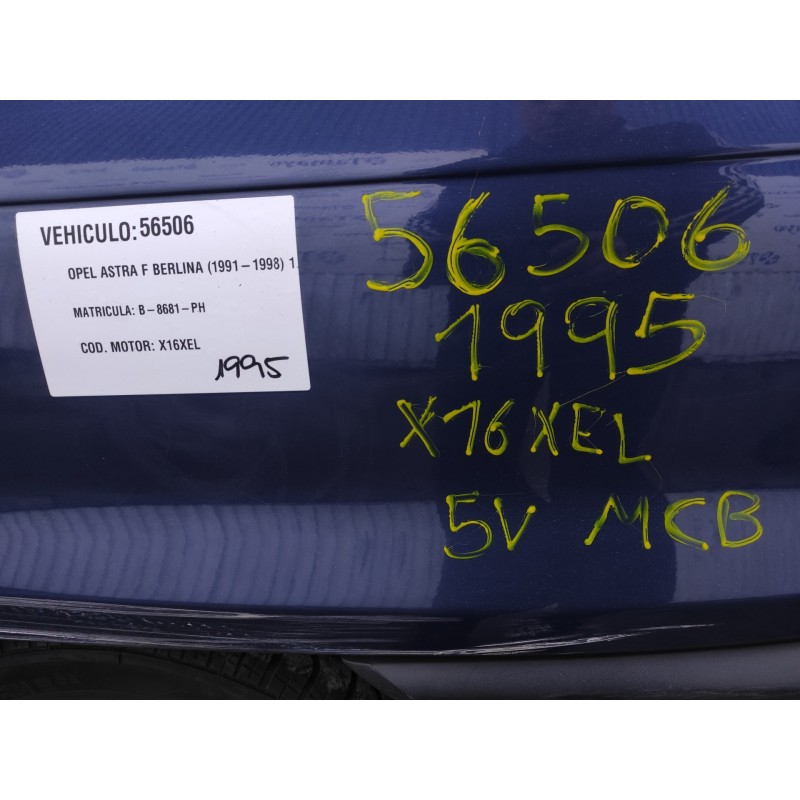 VEHICULO: 56506
OPEL ASTRA F BERLINA (1991-1998) 1.
MATRICULA: B-8681-PH
COD. MOTOR: X16XEL
1995
56506
1995
X16XEL
5V MCB